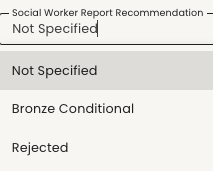 Social Worker Report Recommendation
Not Specified
Not Specified
Bronze Conditional
Rejected